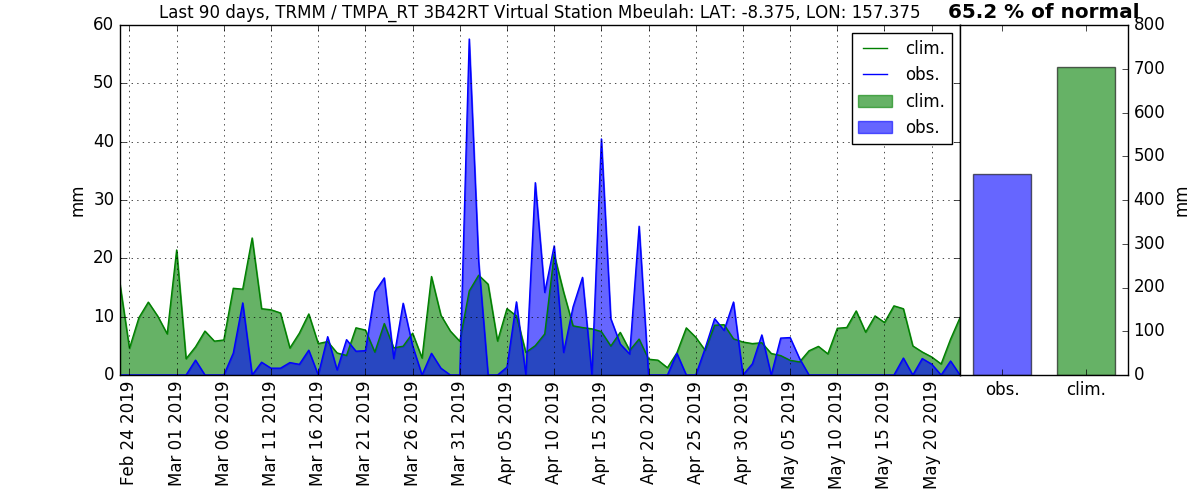 Last 90 days, TRMM / TMPA_RT 3B42RT Virtual Station Mbeulah: LAT: -8.375, LON: 157.375
65.2 % of normal
60
50
40
30
20
10
0
mm
clim.
obs.
clim.
obs.
800
700
600
500
400
300
200
100
0
mm
obs.
clim.
Feb 24 2019
Mar 01 2019
Mar 06 2019
Mar 11 2019
Mar 16 2019
Mar 21 2019
Mar 26 2019
Mar 31 2019
Apr 05 2019
Apr 10 2019
Apr 15 2019
Apr 20 2019
Apr 25 2019
Apr 30 2019
May 05 2019
May 10 2019
May 15 2019
May 20 2019